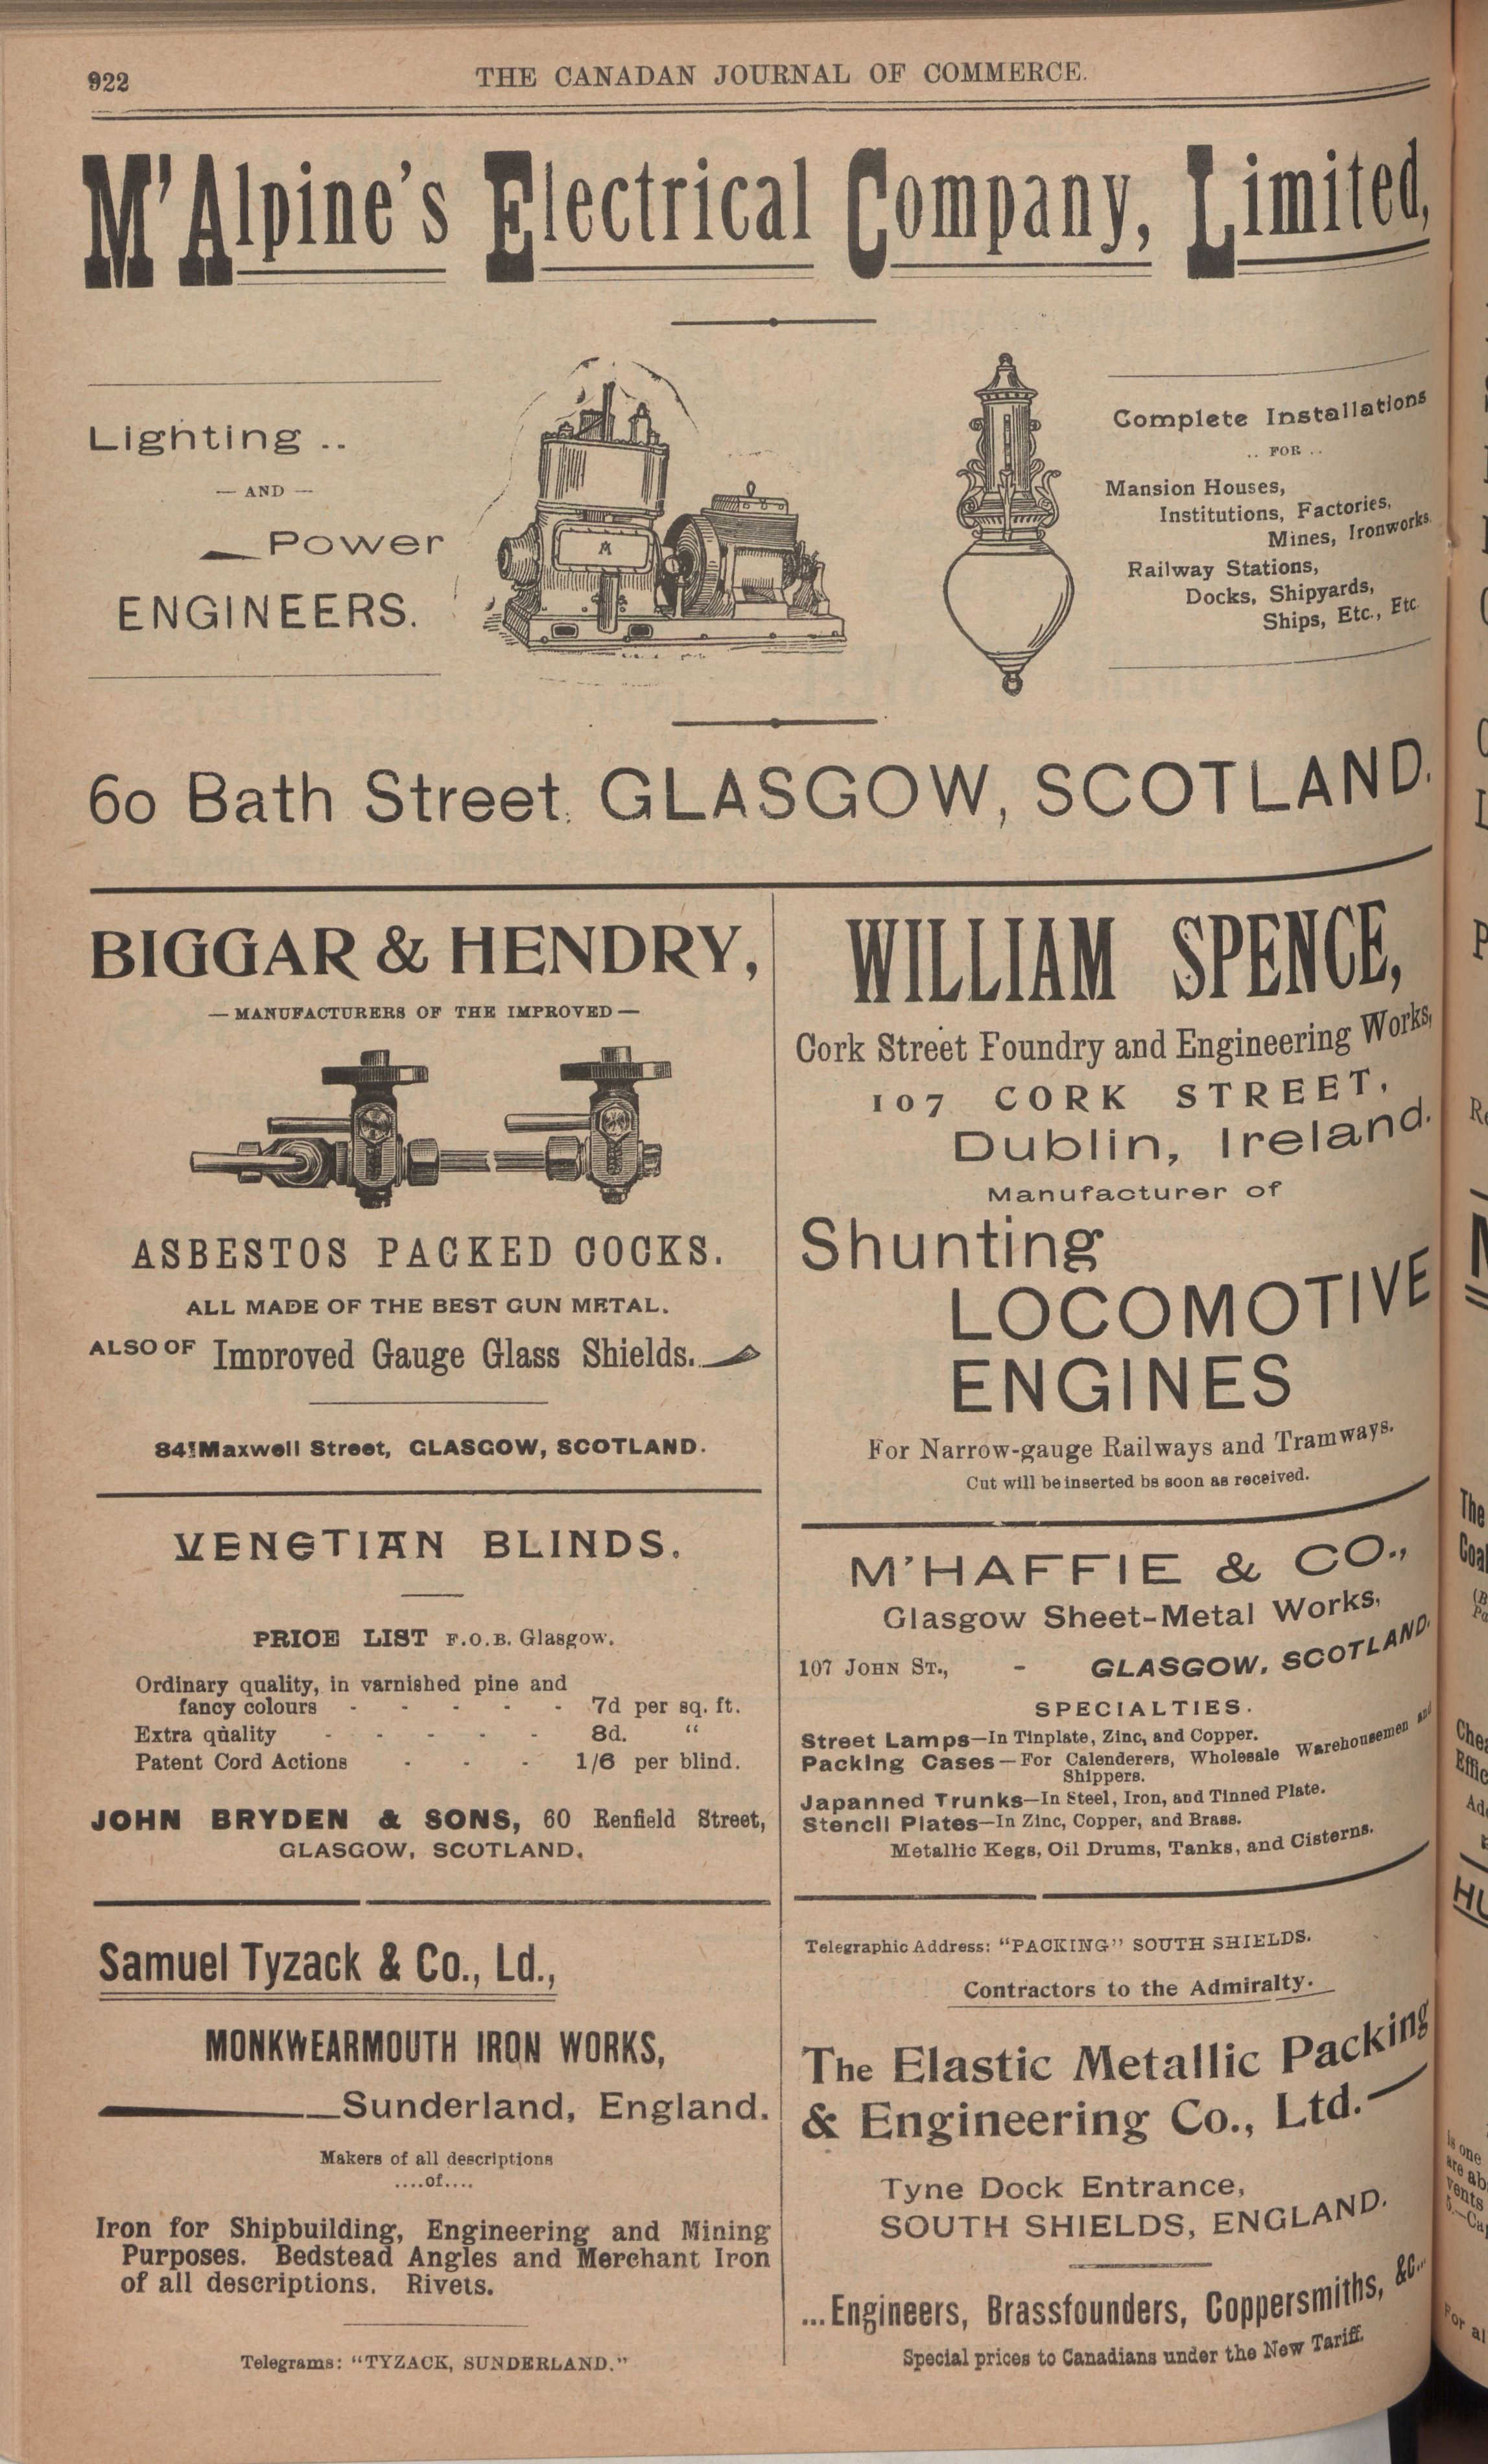 922
THE CANADAN JOURNAL OF COMMERCE.
M'Alpine's Electrical Company, Limited,
Lighting ..
— AND —
Power
ENGINEERS.
A
Complete Installations
.. FOR ..
Mansion Houses,
Institutions, Factories,
Mines, Ironworks.
Railway Stations,
Docks, Shipyards,
Ships, Etc., Etc.
60 Bath Street. GLASGOW, SCOTLAND.
BIGGAR & HENDRY,
— MANUFACTURERS OF THE IMPROVED —
ASBESTOS PACKED COCKS.
ALL MADE OF THE BEST GUN METAL.
ALSO OF Improved Gauge Glass Shields.
84 Maxwell Street, GLASGOW, SCOTLAND.
VENETIAN BLINDS.
PRICE LIST F.O.B. Glasgow.
Ordinary quality, in varnished pine and
fancy colours - - - - - 7d per sq. ft.
Extra quality - - - - - 8d. "
Patent Cord Actions - - - 1/6 per blind.
JOHN BRYDEN & SONS, 60 Renfield Street,
GLASGOW, SCOTLAND.
Samuel Tyzack & Co., Ld.,
MONKWEARMOUTH IRON WORKS,
Sunderland, England.
Makers of all descriptions
....of....
Iron for Shipbuilding, Engineering and Mining
Purposes. Bedstead Angles and Merchant Iron
of all descriptions. Rivets.
Telegrams: "TYZACK, SUNDERLAND."
WILLIAM SPENCE,
Cork Street Foundry and Engineering Works,
107 CORK STREET,
Dublin, Ireland.
Manufacturer of
Shunting
LOCOMOTIVE
ENGINES
For Narrow-gauge Railways and Tramways.
Cut will be inserted bs soon as received.
M'HAFFIE & CO.,
Glasgow Sheet-Metal Works,
107 JOHN ST., - GLASGOW, SCOTLAND.
SPECIALTIES.
Street Lamps—In Tinplate, Zinc, and Copper.
Packing Cases—For Calenderers, Wholesale Warehousemen and
Shippers.
Japanned Trunks—In Steel, Iron, and Tinned Plate.
Stencil Plates—In Zinc, Copper, and Brass.
Metallic Kegs, Oil Drums, Tanks, and Cisterns.
Telegraphic Address: "PACKING" SOUTH SHIELDS.
Contractors to the Admiralty.
The Elastic Metallic Packing
& Engineering Co., Ltd.
Tyne Dock Entrance,
SOUTH SHIELDS, ENGLAND.
...Engineers, Brassfounders, Coppersmiths, &c...
Special prices to Canadians under the New Tariff.